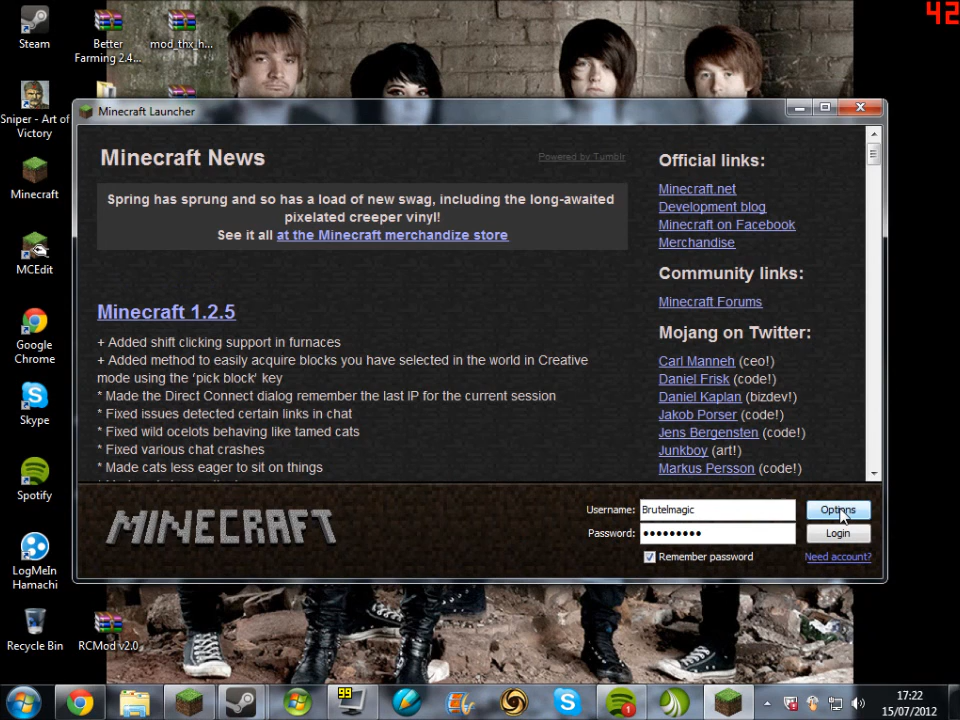 42
Steam
Better
Farming 2.4...
mod_thx_h...
Sniper - Art of
Victory
Minecraft
MCEdit
Google
Chrome
Skype
Spotify
LogMeIn
Hamachi
Recycle Bin
RCMod v2.0
Minecraft Launcher
Minecraft News
Powered by Tumblr
Spring has sprung and so has a load of new swag, including the long-awaited
pixelated creeper vinyl!
See it all at the Minecraft merchandize store
Minecraft 1.2.5
+ Added shift clicking support in furnaces
+ Added method to easily acquire blocks you have selected in the world in Creative
mode using the 'pick block' key
* Made the Direct Connect dialog remember the last IP for the current session
* Fixed issues detected certain links in chat
* Fixed wild ocelots behaving like tamed cats
* Fixed various chat crashes
* Made cats less eager to sit on things
Official links:
Minecraft.net
Development blog
Minecraft on Facebook
Merchandise
Community links:
Minecraft Forums
Mojang on Twitter:
Carl Manneh (ceo!)
Daniel Frisk (code!)
Daniel Kaplan (bizdev!)
Jakob Porser (code!)
Jens Bergensten (code!)
Junkboy (art!)
Markus Persson (code!)
MINECRAFT
Username: Brutelmagic
Options
Password: •••••••••
Login
Remember password
Need account?
99
1
17:22
15/07/2012